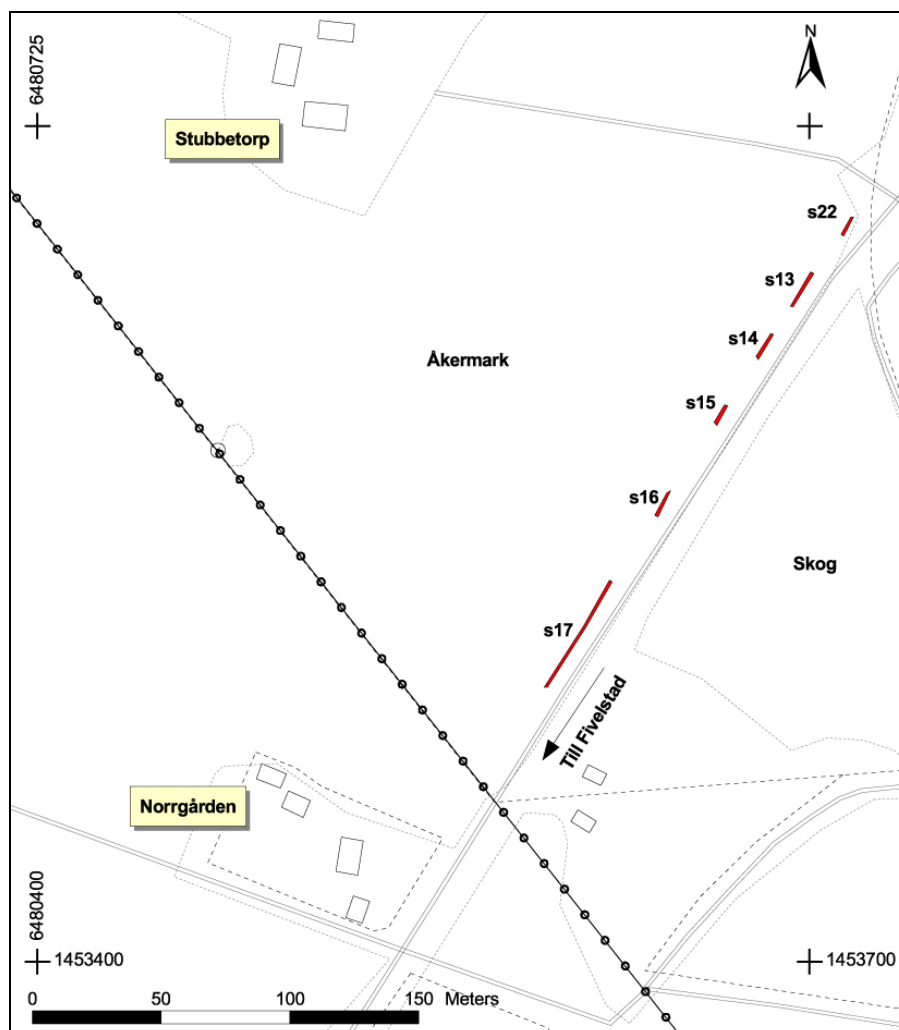 6480725
N
Stubbetorp
s22
s13
s14
Åkermark
s15
s16
Skog
s17
Till Fivelstad
Norrgården
6480400
1453400
1453700
0 50 100 150 Meters